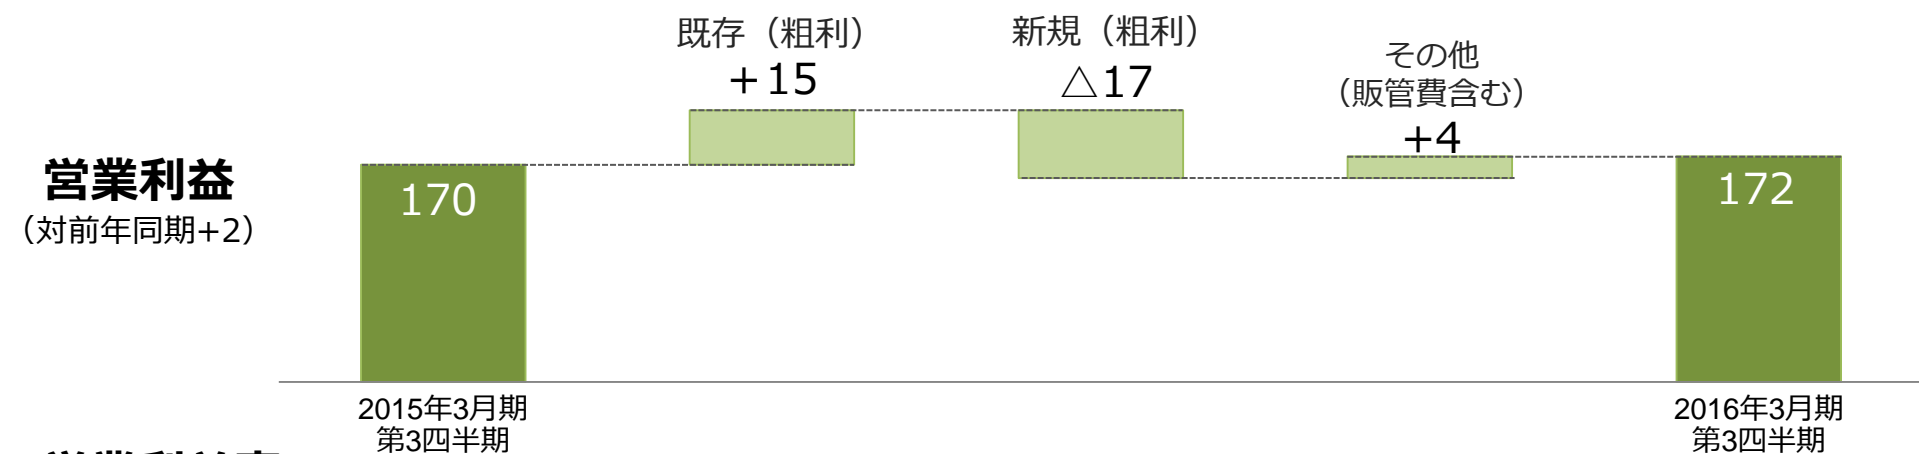 既存（粗利）
＋15
新規（粗利）
△17
その他
（販管費含む）
+4
営業利益
（対前年同期+2）
170
172
2015年3月期
第3四半期
2016年3月期
第3四半期